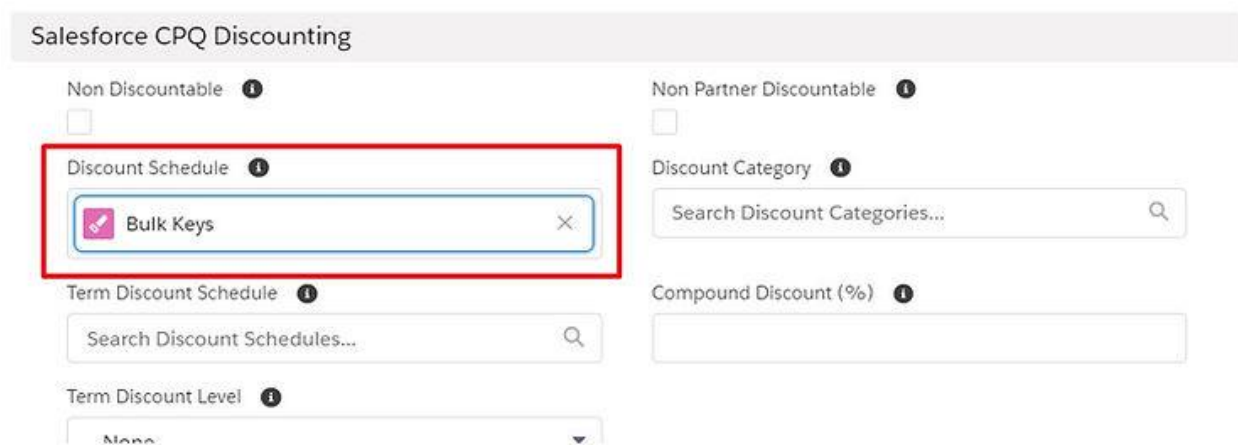 Salesforce CPQ Discounting
Non Discountable
Non Partner Discountable
Discount Schedule
Discount Category
Bulk Keys
Search Discount Categories...
Term Discount Schedule
Compound Discount (%)
Search Discount Schedules...
Term Discount Level
None